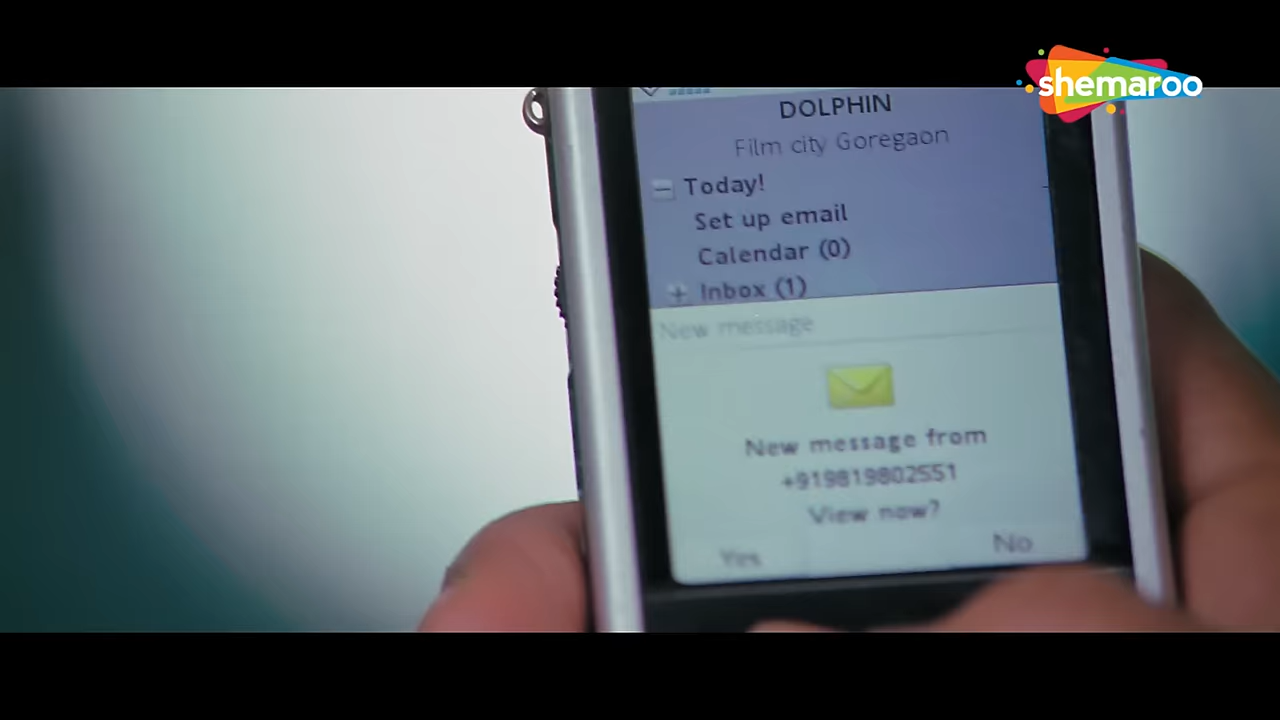 shemaroo
DOLPHIN
Film city Goregaon
Today!
Set up email
Calendar (0)
Inbox (1)
New message
New message from
+919819802551
View now?
Yes
No